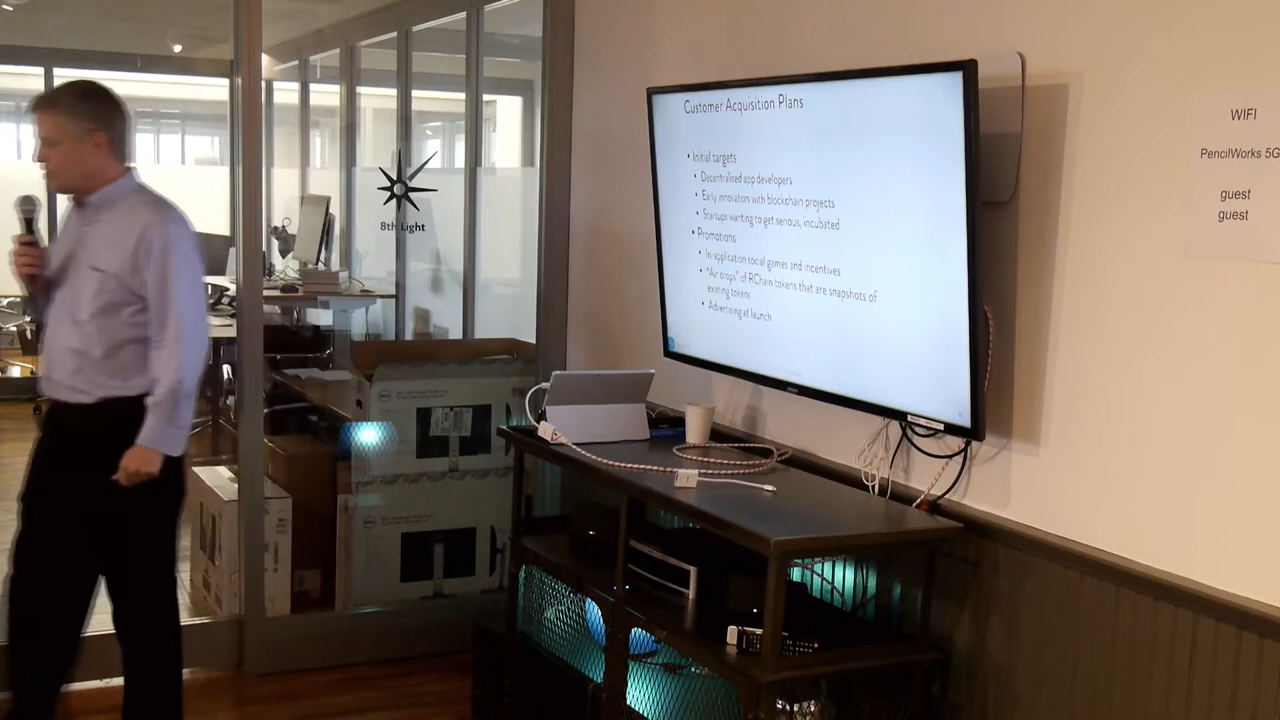 Customer Acquisition Plans
• Initial targets
• Decentralized app developers
• Early innovators with blockchain projects
• Startups wanting to get serious, incubated
• Promotions
• In-application social games and incentives
• "Air drops" of RChain tokens that are snapshots of
existing tokens
• Advertising at launch
8th Light
WIFI
PencilWorks 5G
guest
guest
DELL
DELL